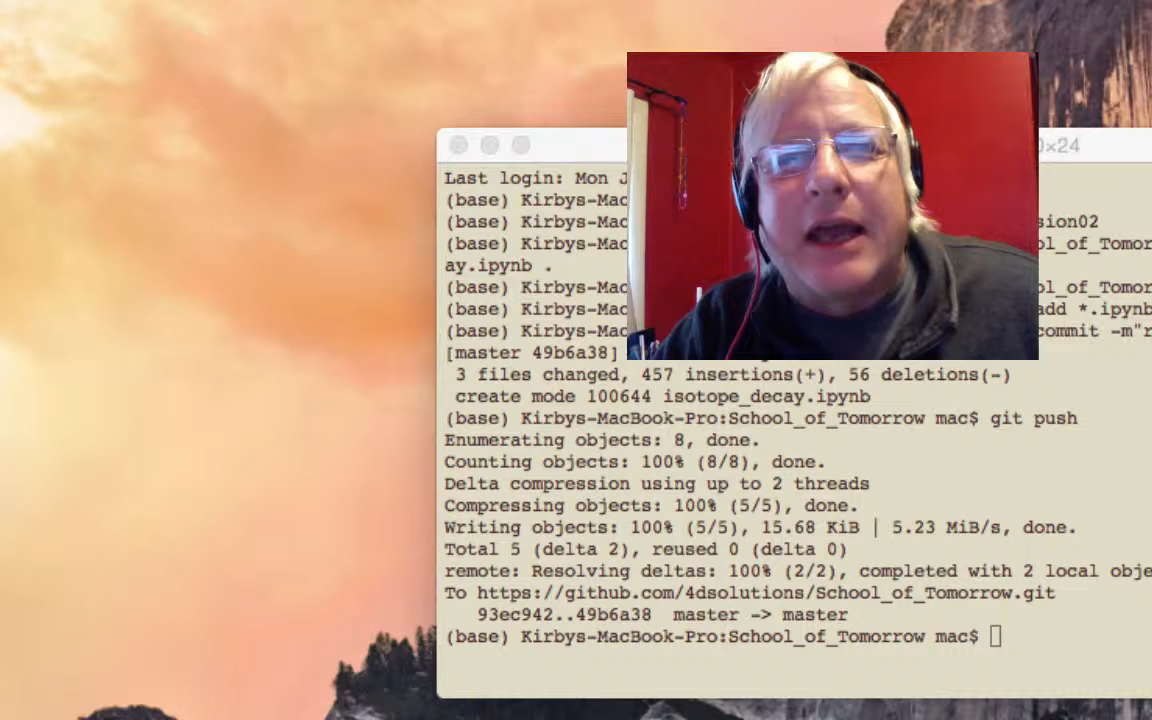 0×24
Last login: Mon
(base) Kirbys-Mac
(base) Kirbys-Mac sion02
(base) Kirbys-Mac ol_of_Tomorr
ay.ipynb .
(base) Kirbys-Mac ol_of_Tomorr
(base) Kirbys-Mac add *.ipynb
(base) Kirbys-Mac commit -m"r
[master 49b6a38]
3 files changed, 457 insertions(+), 56 deletions(-)
create mode 100644 isotope_decay.ipynb
(base) Kirbys-MacBook-Pro:School_of_Tomorrow mac$ git push
Enumerating objects: 8, done.
Counting objects: 100% (8/8), done.
Delta compression using up to 2 threads
Compressing objects: 100% (5/5), done.
Writing objects: 100% (5/5), 15.68 KiB | 5.23 MiB/s, done.
Total 5 (delta 2), reused 0 (delta 0)
remote: Resolving deltas: 100% (2/2), completed with 2 local obje
To https://github.com/4dsolutions/School_of_Tomorrow.git
93ec942..49b6a38 master -> master
(base) Kirbys-MacBook-Pro:School_of_Tomorrow mac$